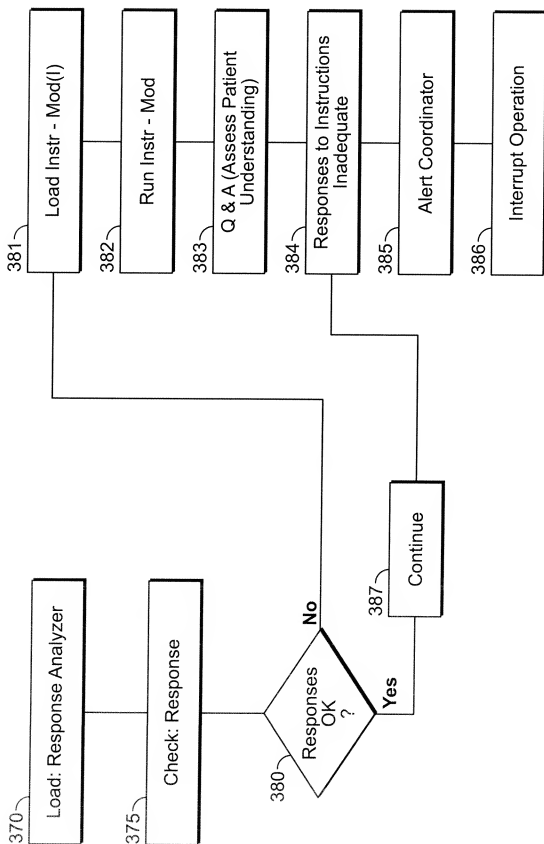 370
Load: Response Analyzer
375
Check: Response
380
Responses
OK
?
No
Yes
387
Continue
381
Load Instr - Mod(I)
382
Run Instr - Mod
383
Q & A (Assess Patient
Understanding)
384
Responses to Instructions
Inadequate
385
Alert Coordinator
386
Interrupt Operation